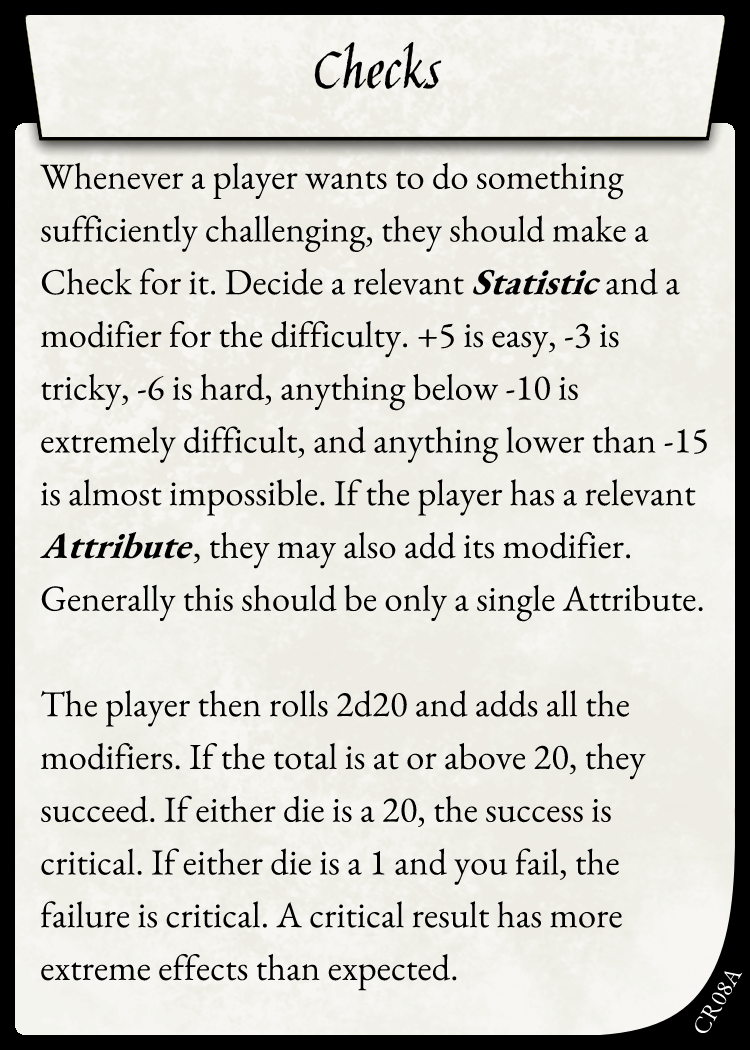 Checks
Whenever a player wants to do something
sufficiently challenging, they should make a
Check for it. Decide a relevant Statistic and a
modifier for the difficulty. +5 is easy, -3 is
tricky, -6 is hard, anything below -10 is
extremely difficult, and anything lower than -15
is almost impossible. If the player has a relevant
Attribute, they may also add its modifier.
Generally this should be only a single Attribute.
The player then rolls 2d20 and adds all the
modifiers. If the total is at or above 20, they
succeed. If either die is a 20, the success is
critical. If either die is a 1 and you fail, the
failure is critical. A critical result has more
extreme effects than expected.
CR08A